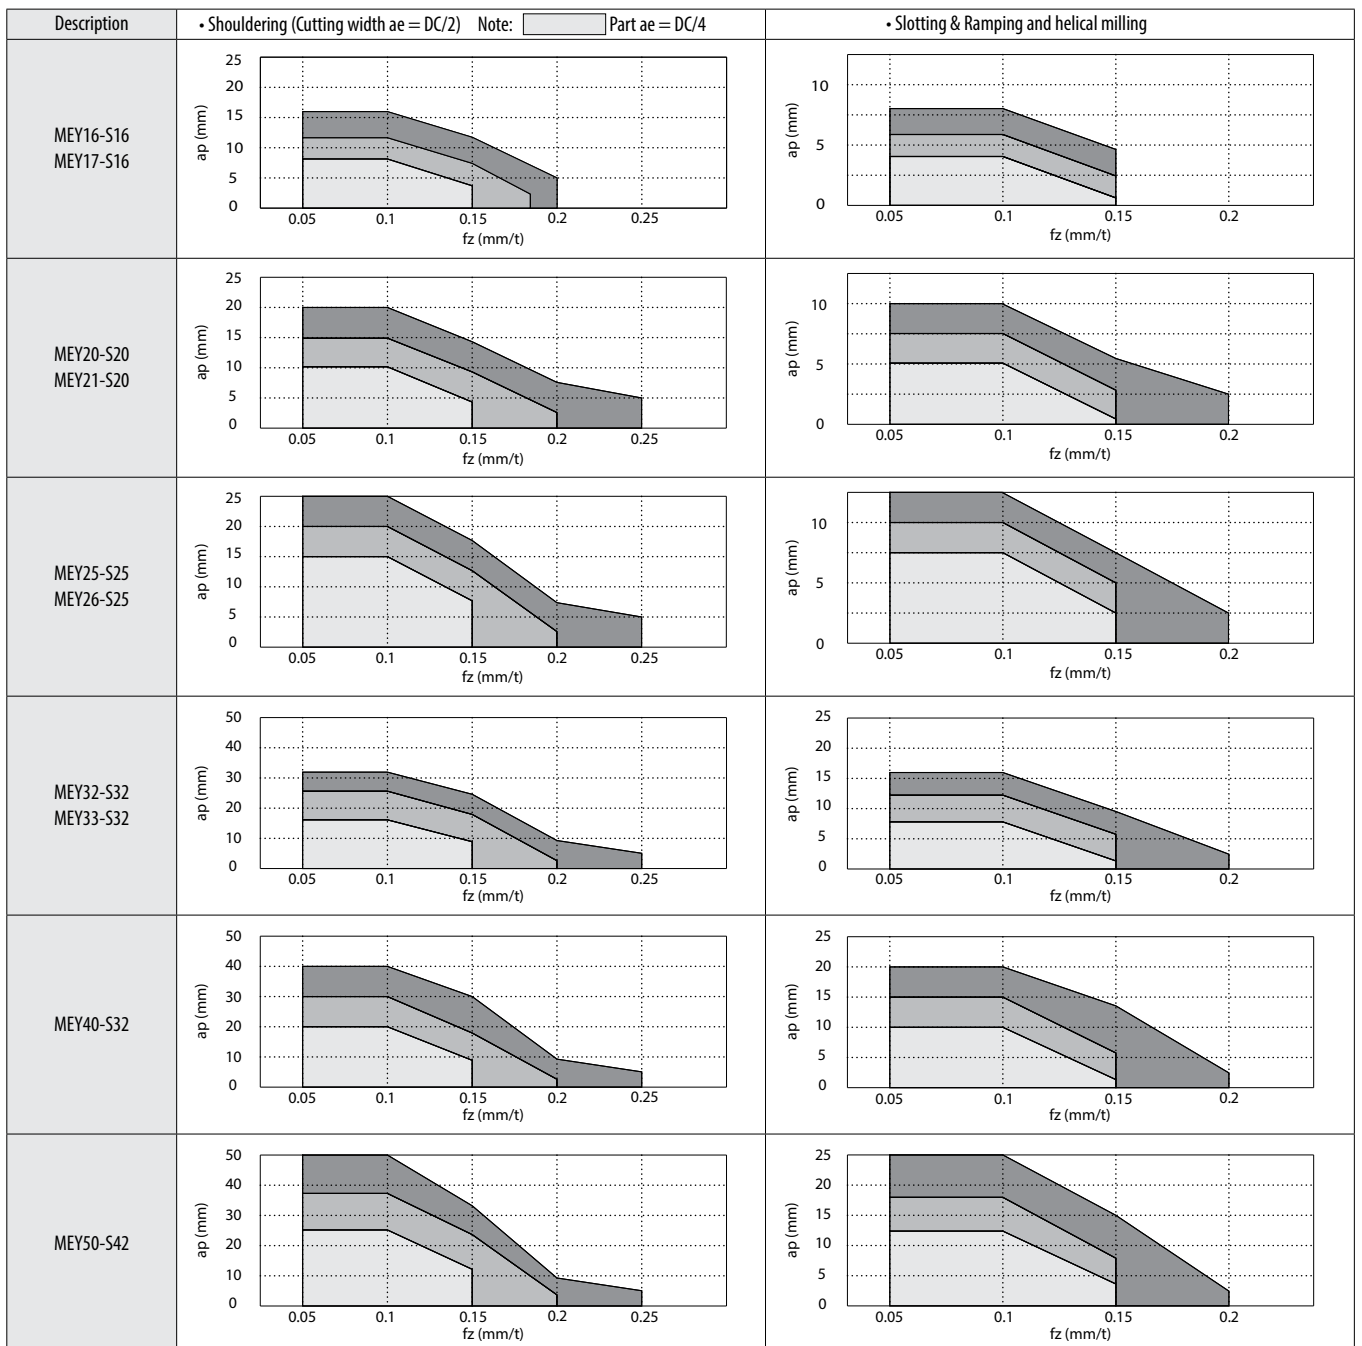 Description
• Shouldering (Cutting width ae = DC/2) Note: Part ae = DC/4
• Slotting & Ramping and helical milling
MEY16-S16
MEY17-S16
ap (mm)
25
20
15
10
5
0
0.05 0.1 0.15 0.2 0.25
fz (mm/t)
ap (mm)
10
5
0
0.05 0.1 0.15 0.2
fz (mm/t)
MEY20-S20
MEY21-S20
ap (mm)
25
20
15
10
5
0
0.05 0.1 0.15 0.2 0.25
fz (mm/t)
ap (mm)
10
5
0
0.05 0.1 0.15 0.2
fz (mm/t)
MEY25-S25
MEY26-S25
ap (mm)
25
20
15
10
5
0
0.05 0.1 0.15 0.2 0.25
fz (mm/t)
ap (mm)
10
5
0
0.05 0.1 0.15 0.2
fz (mm/t)
MEY32-S32
MEY33-S32
ap (mm)
50
40
30
20
10
0
0.05 0.1 0.15 0.2 0.25
fz (mm/t)
ap (mm)
25
20
15
10
5
0
0.05 0.1 0.15 0.2
fz (mm/t)
MEY40-S32
ap (mm)
50
40
30
20
10
0
0.05 0.1 0.15 0.2 0.25
fz (mm/t)
ap (mm)
25
20
15
10
5
0
0.05 0.1 0.15 0.2
fz (mm/t)
MEY50-S42
ap (mm)
50
40
30
20
10
0
0.05 0.1 0.15 0.2 0.25
fz (mm/t)
ap (mm)
25
20
15
10
5
0
0.05 0.1 0.15 0.2
fz (mm/t)